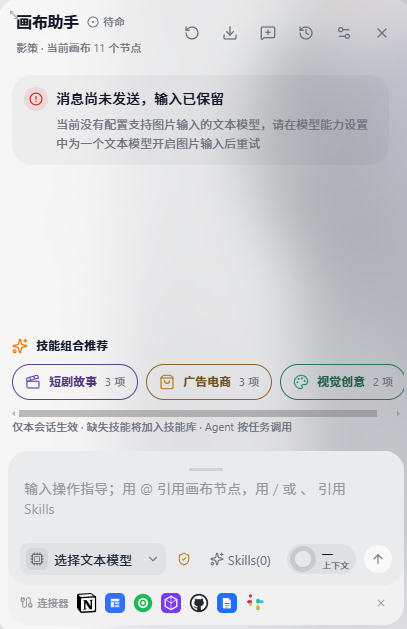 画布助手 待命
影策 · 当前画布 11 个节点
消息尚未发送，输入已保留
当前没有配置支持图片输入的文本模型，请在模型能力设置
中为一个文本模型开启图片输入后重试
技能组合推荐
短剧故事 3 项 广告电商 3 项 视觉创意 2 项
仅本会话生效 · 缺失技能将加入技能库 · Agent 按任务调用
输入操作指导；用 @ 引用画布节点，用 / 或 、 引用
Skills
选择文本模型 Skills(0) 一
上下文
连接器